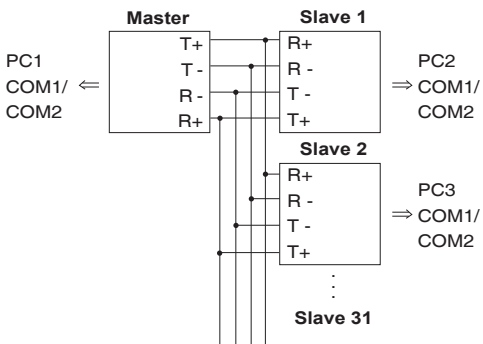 Master
T+
T -
R -
R+
PC1
COM1/
COM2
Slave 1
R+
R -
T -
T+
PC2
COM1/
COM2
Slave 2
R+
R -
T -
T+
PC3
COM1/
COM2
Slave 31